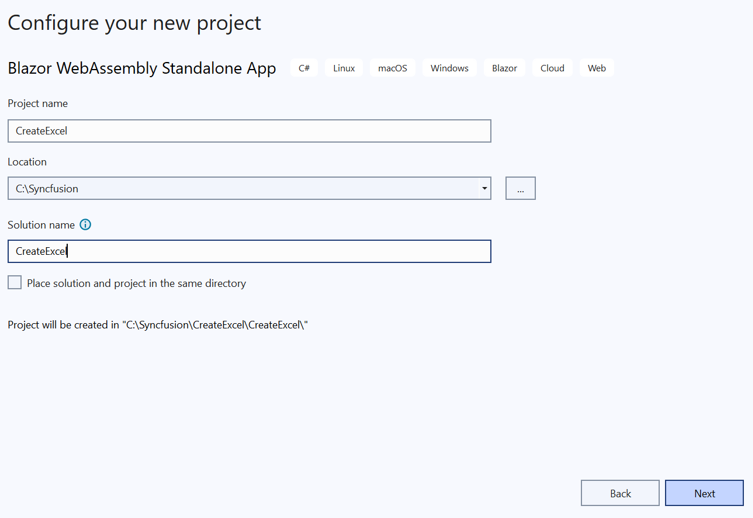 Configure your new project
Blazor WebAssembly Standalone App C# Linux macOS Windows Blazor Cloud Web
Project name
CreateExcel
Location
C:\Syncfusion ...
Solution name
CreateExcel
Place solution and project in the same directory
Project will be created in "C:\Syncfusion\CreateExcel\CreateExcel\"
Back Next